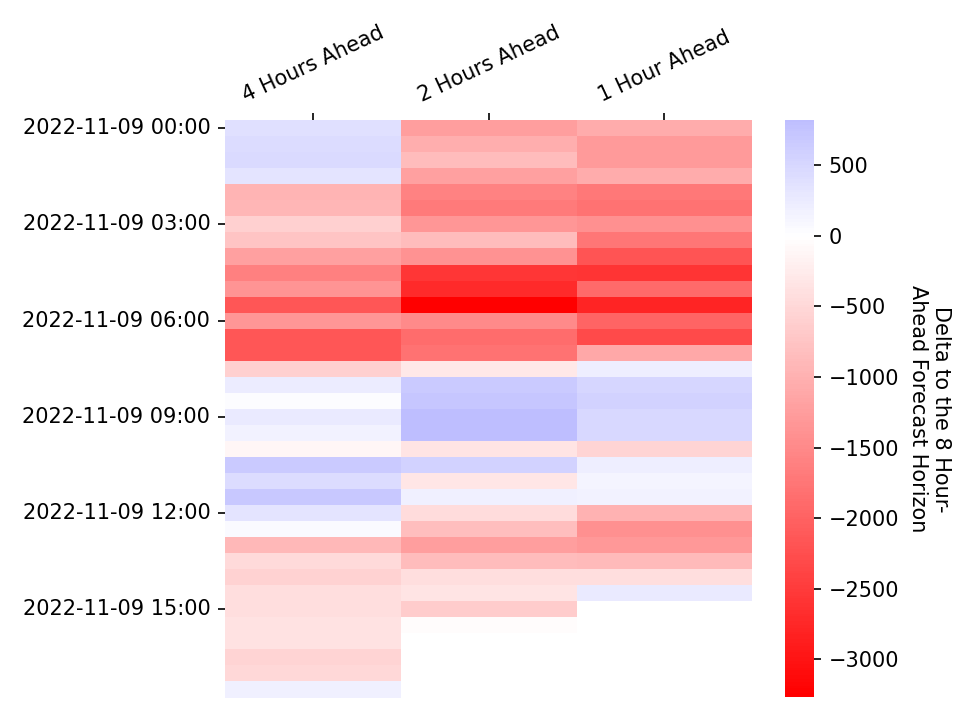 4 Hours Ahead
2 Hours Ahead
1 Hour Ahead
2022-11-09 00:00
2022-11-09 03:00
2022-11-09 06:00
2022-11-09 09:00
2022-11-09 12:00
2022-11-09 15:00
500
0
−500
−1000
−1500
−2000
−2500
−3000
Delta to the 8 Hour-
Ahead Forecast Horizon